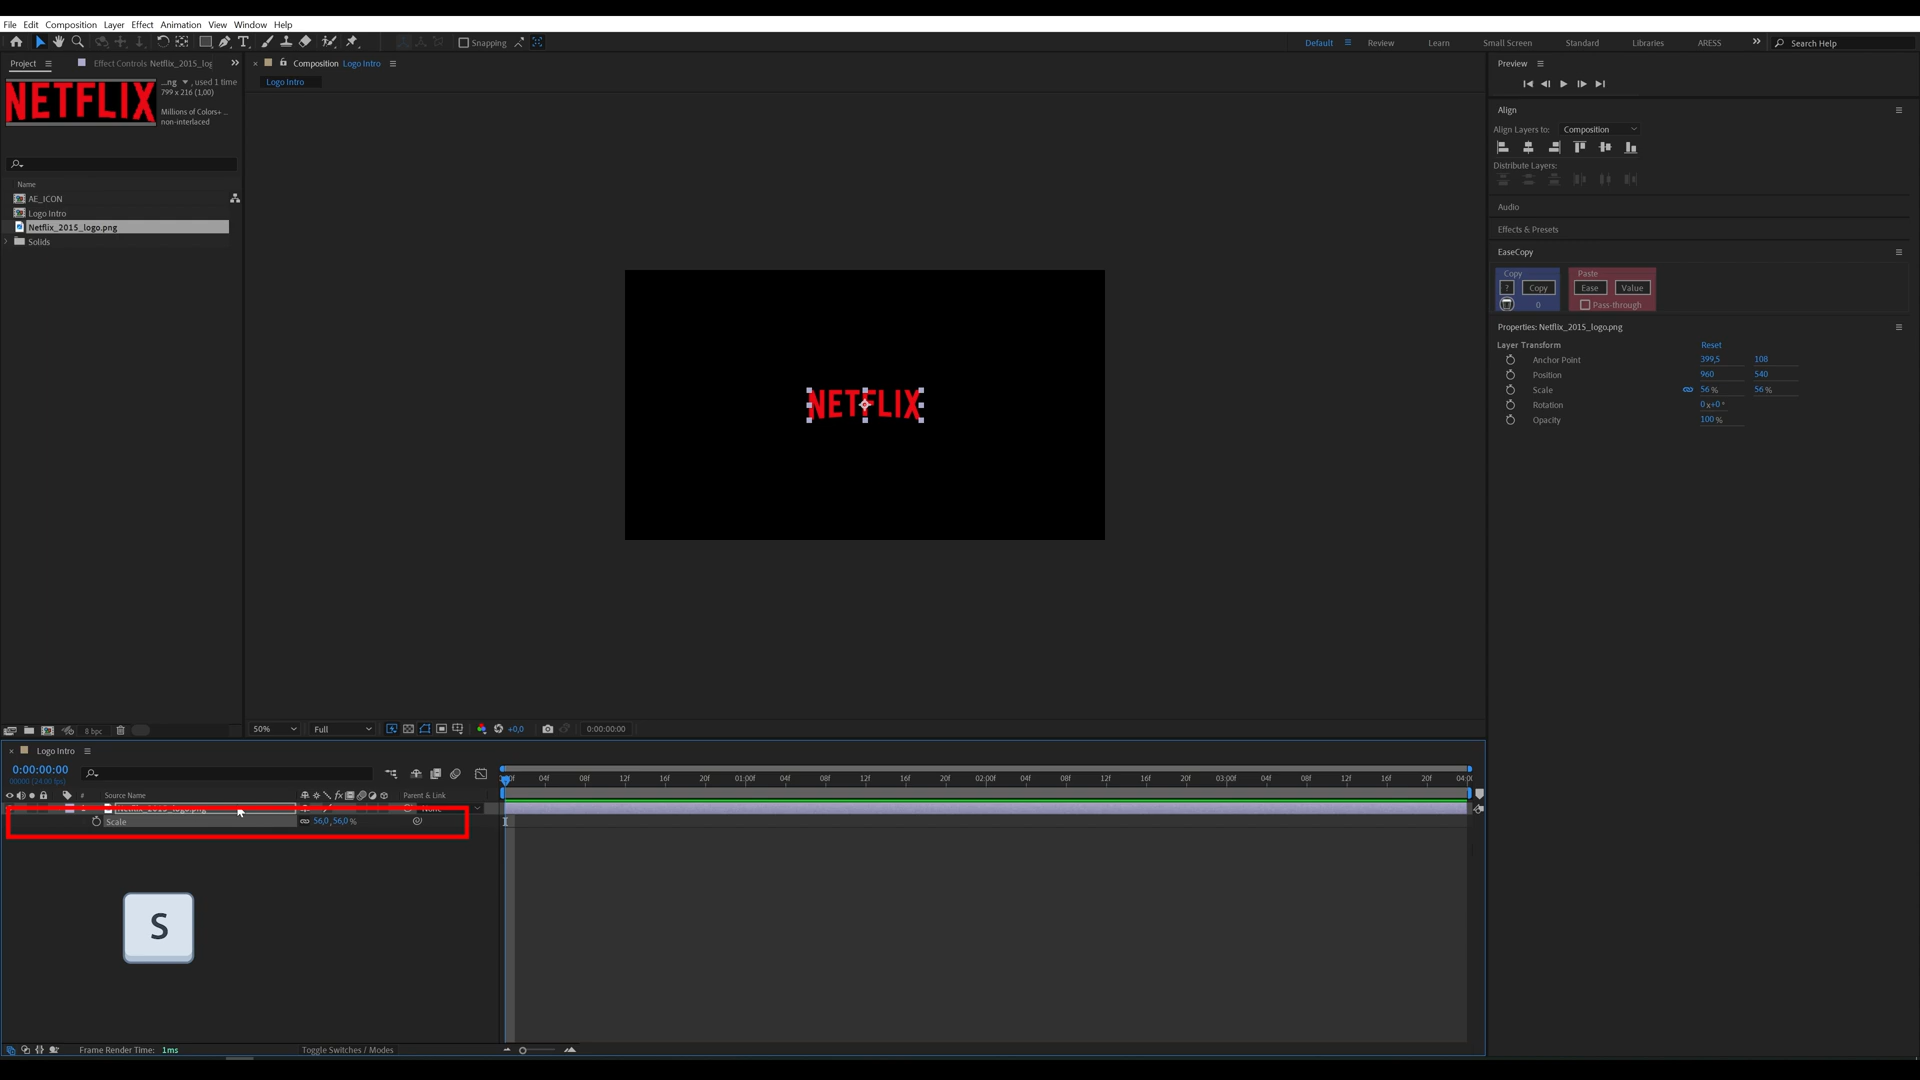 File Edit Composition Layer Effect Animation View Window Help
Snapping
Default Review Learn Small Screen Standard Libraries ARESS Search Help
Project Effect Controls Netflix_2015_log
NETFLIX
...ng , used 1 time
799 x 216 (1,00)
Millions of Colors+ ...
non-interlaced
Name
AE_ICON
Logo Intro
Netflix_2015_logo.png
Solids
8 bpc
Composition Logo Intro
Logo Intro
NETFLIX
50% Full +0,0 0:00:00:00
Preview
Align
Align Layers to: Composition
Distribute Layers:
Audio
Effects & Presets
EaseCopy
Copy Paste
? Copy Ease Value
0 Pass-through
Properties: Netflix_2015_logo.png
Layer Transform Reset
Anchor Point 399,5 108
Position 960 540
Scale 56 % 56 %
Rotation 0 x+0 °
Opacity 100 %
Logo Intro
0:00:00:00
00000 (24.00 fps)
04f 08f 12f 16f 20f 01:00f 04f 08f 12f 16f 20f 02:00f 04f 08f 12f 16f 20f 03:00f 04f 08f 12f 16f 20f
# Source Name fx Parent & Link
Scale 56,0, 56,0 %
S
Frame Render Time: 1ms Toggle Switches / Modes